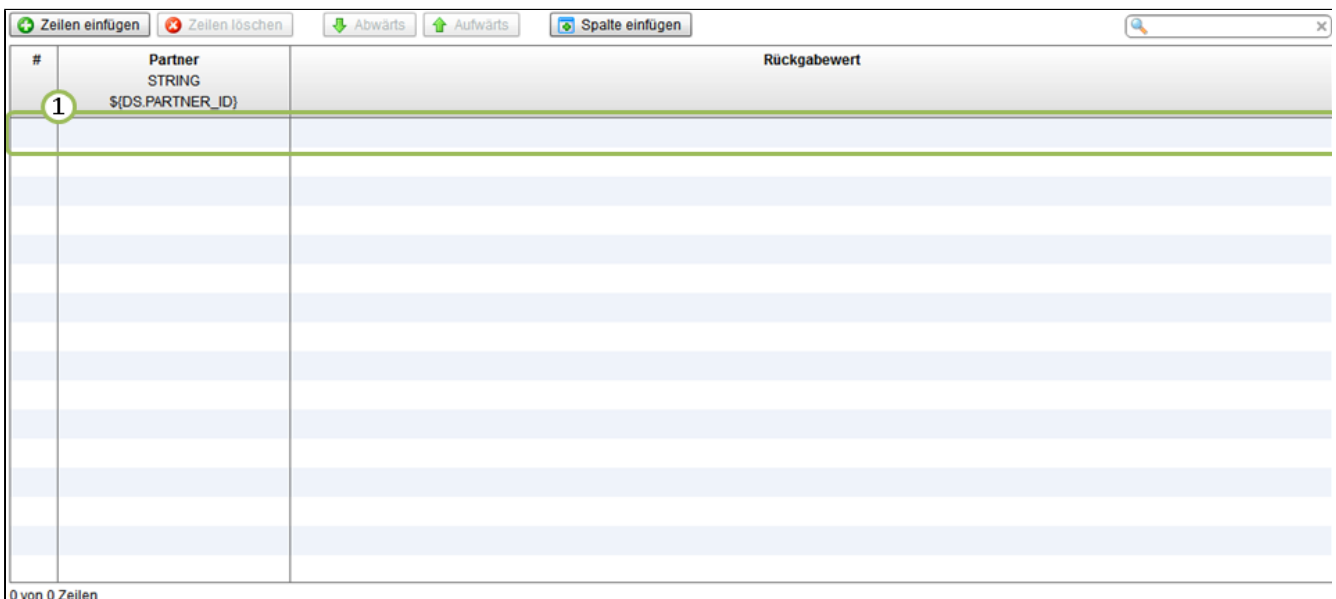 Zeilen einfügen Zeilen löschen Abwärts Aufwärts Spalte einfügen
# Partner Rückgabewert
STRING
${DS.PARTNER_ID}
1
0 von 0 Zeilen